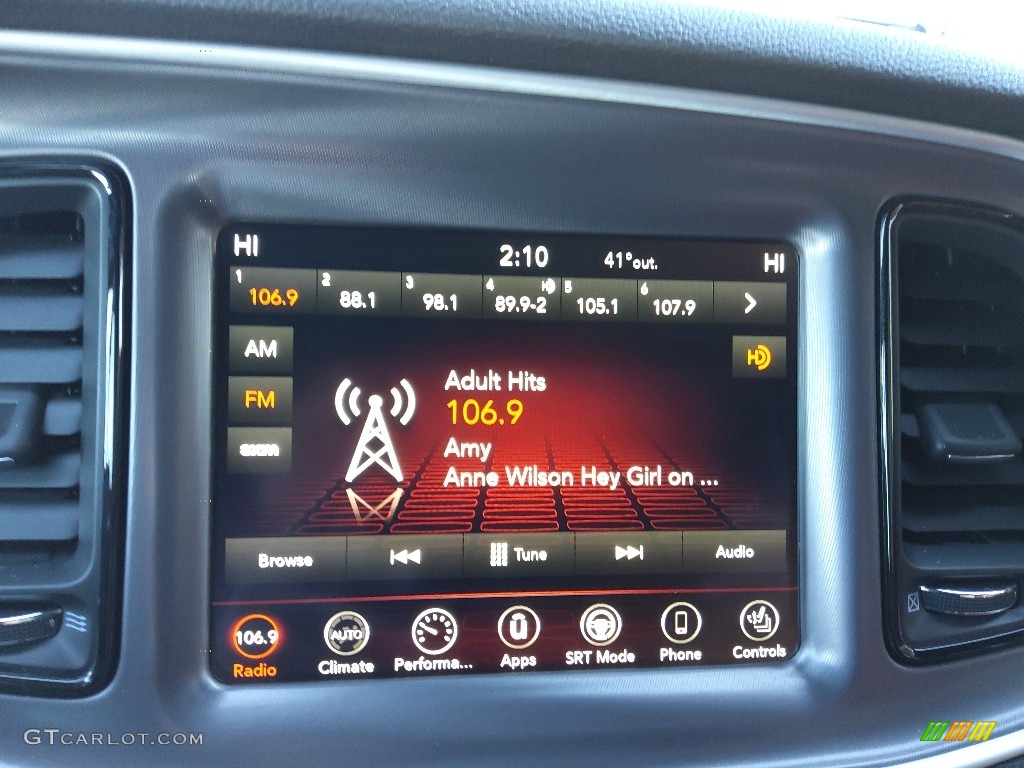 HI 2:10 41°out. HI
1 106.9 2 88.1 3 98.1 4 HD 89.9-2 5 105.1 6 107.9 >
AM
HD
FM
sxm
Adult Hits
106.9
Amy
Anne Wilson Hey Girl on ...
Browse Tune Audio
106.9 AUTO
Radio Climate Performa... Apps SRT Mode Phone Controls
GTCARLOT.COM